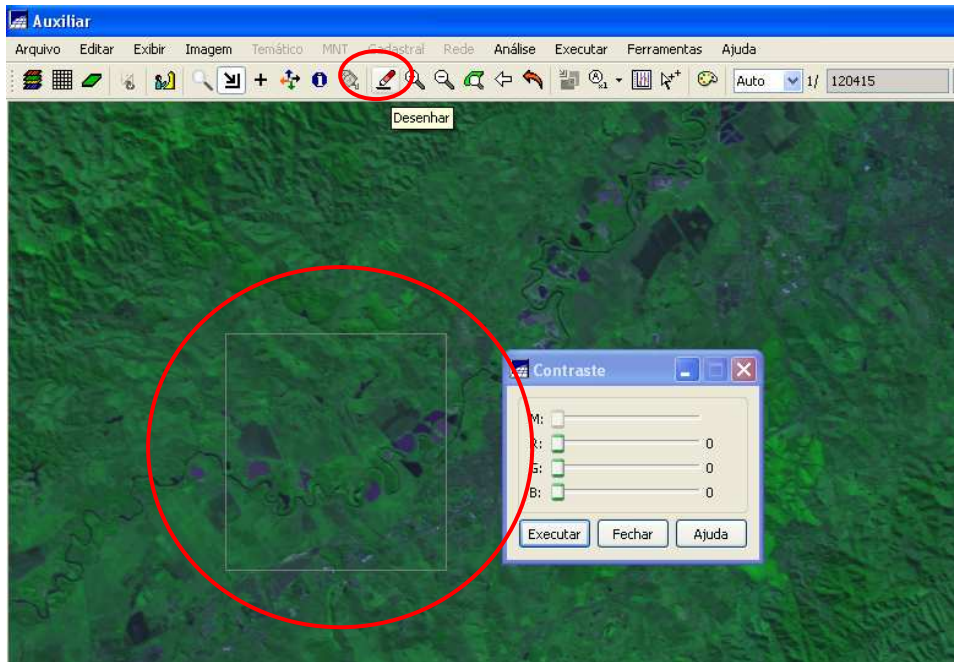 Auxiliar
Arquivo Editar Exibir Imagem Temático MNT Cadastral Rede Análise Executar Ferramentas Ajuda
Auto 1/ 120415
Desenhar
Contraste
M:
R: 0
G: 0
B: 0
Executar Fechar Ajuda